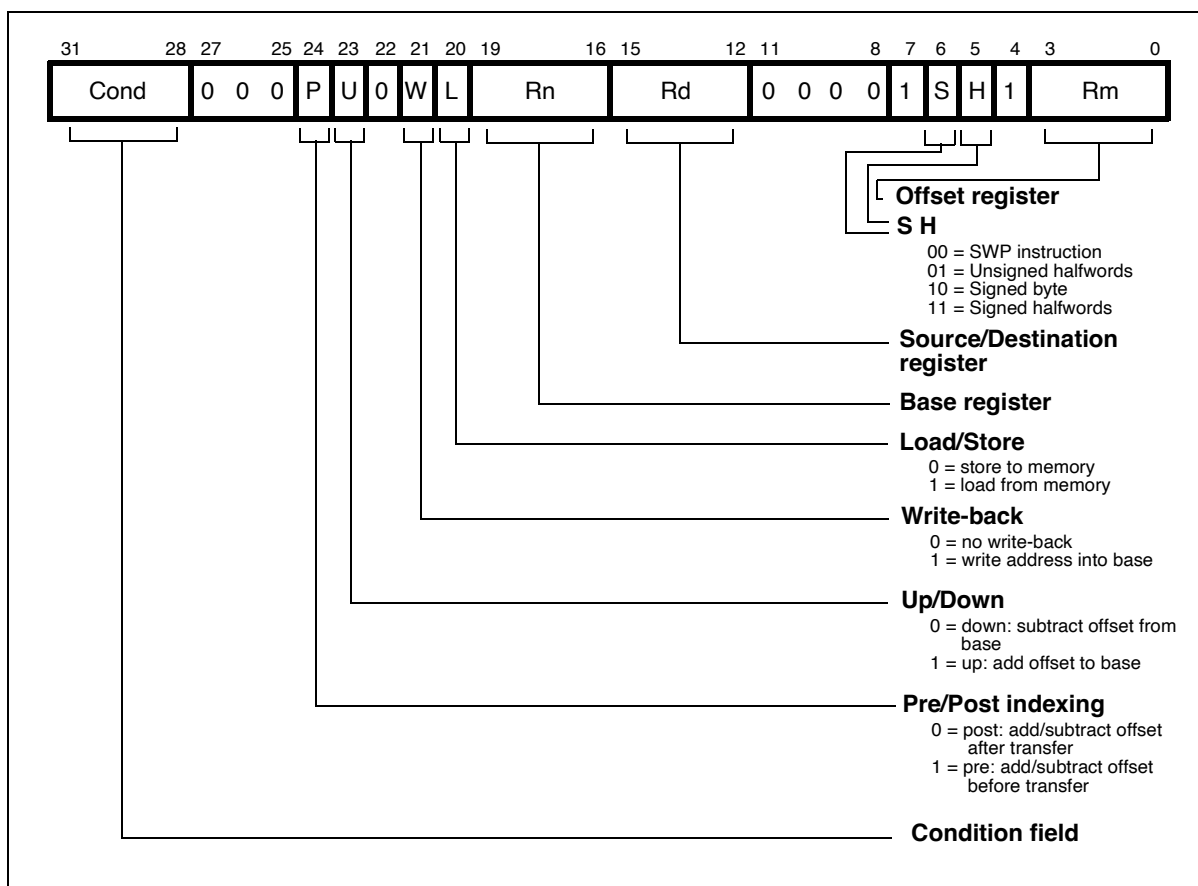 31 28 27 25 24 23 22 21 20 19 16 15 12 11 8 7 6 5 4 3 0
Cond 0 0 0 P U 0 W L Rn Rd 0 0 0 0 1 S H 1 Rm
Offset register
S H
00 = SWP instruction
01 = Unsigned halfwords
10 = Signed byte
11 = Signed halfwords
Source/Destination
register
Base register
Load/Store
0 = store to memory
1 = load from memory
Write-back
0 = no write-back
1 = write address into base
Up/Down
0 = down: subtract offset from
base
1 = up: add offset to base
Pre/Post indexing
0 = post: add/subtract offset
after transfer
1 = pre: add/subtract offset
before transfer
Condition field